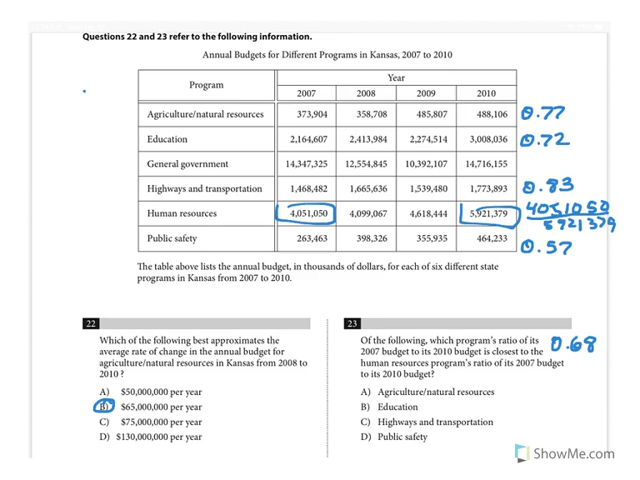 Questions 22 and 23 refer to the following information.
Annual Budgets for Different Programs in Kansas, 2007 to 2010
Program Year
2007 2008 2009 2010
Agriculture/natural resources 373,904 358,708 485,807 488,106 0.77
Education 2,164,607 2,413,984 2,274,514 3,008,036 0.72
General government 14,347,325 12,554,845 10,392,107 14,716,155
Highways and transportation 1,468,482 1,665,636 1,539,480 1,773,893 0.83
Human resources 4,051,050 4,099,067 4,618,444 5,921,379 4051050
5921379
Public safety 263,463 398,326 355,935 464,233 0.57
The table above lists the annual budget, in thousands of dollars, for each of six different state
programs in Kansas from 2007 to 2010.
22
Which of the following best approximates the
average rate of change in the annual budget for
agriculture/natural resources in Kansas from 2008 to
2010 ?
A) $50,000,000 per year
B) $65,000,000 per year
C) $75,000,000 per year
D) $130,000,000 per year
23
Of the following, which program's ratio of its
2007 budget to its 2010 budget is closest to the 0.68
human resources program's ratio of its 2007 budget
to its 2010 budget?
A) Agriculture/natural resources
B) Education
C) Highways and transportation
D) Public safety
ShowMe.com